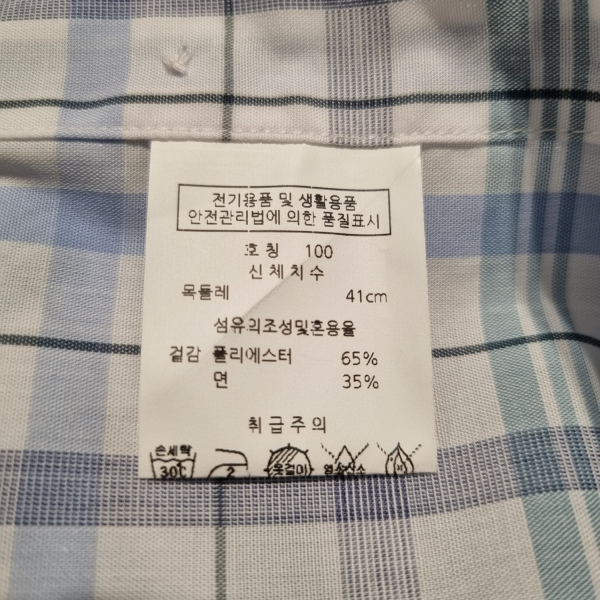 전기용품 및 생활용품
안전관리법에 의한 품질표시
호칭 100
신체치수
목둘레 41cm
섬유의조성및혼용율
겉감 폴리에스터 65%
면 35%
취급주의
손세탁
30℃ 2 옷걸이 염소산소